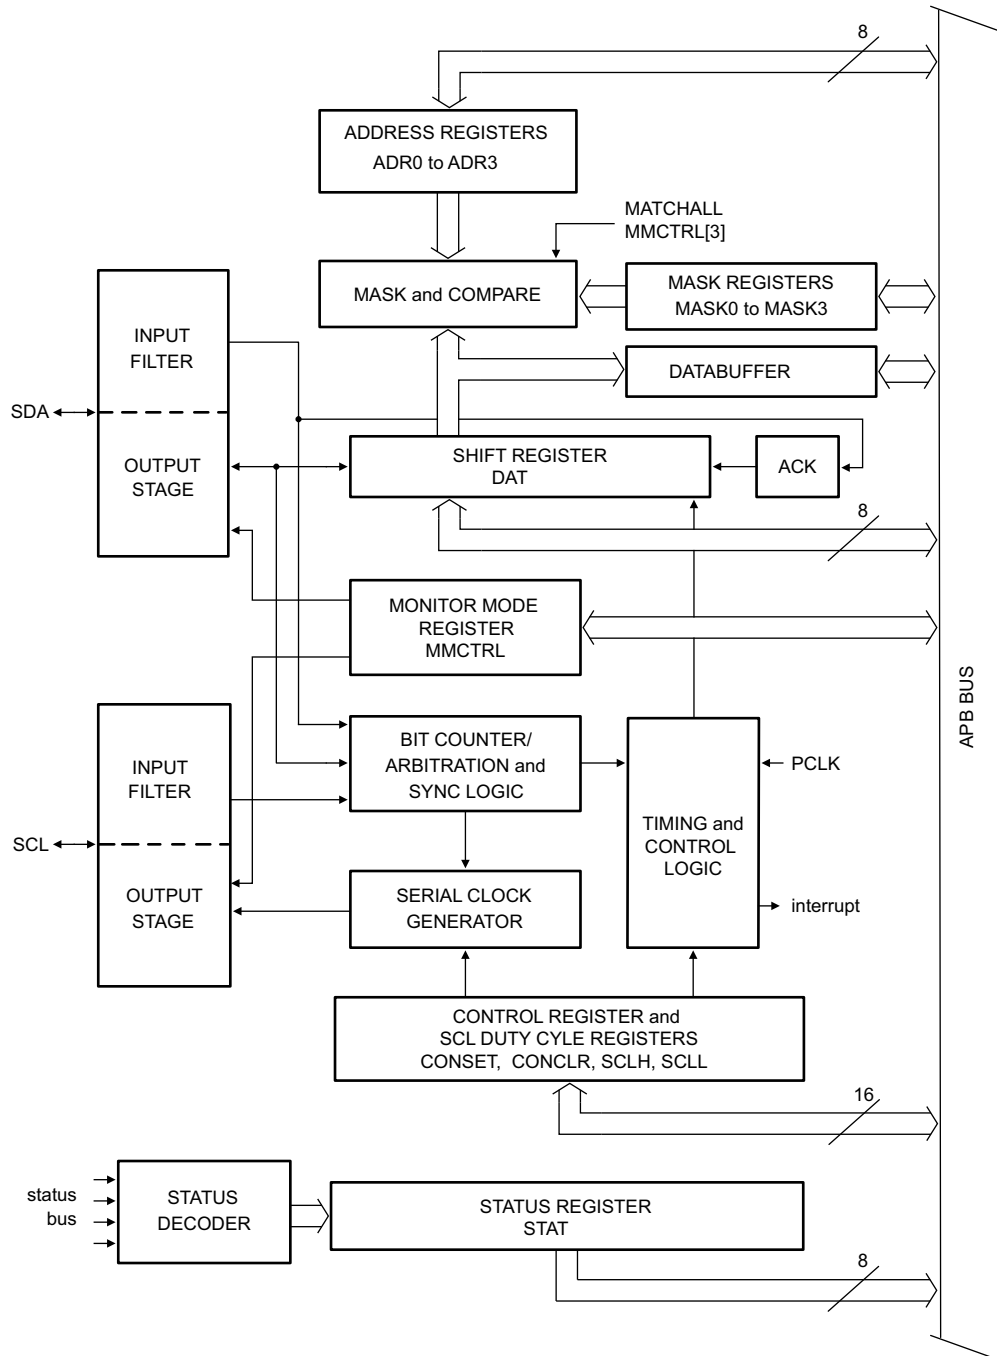 8
ADDRESS REGISTERS
ADR0 to ADR3
MATCHALL
MMCTRL[3]
MASK and COMPARE
MASK REGISTERS
MASK0 to MASK3
INPUT
FILTER
DATABUFFER
SDA
OUTPUT
STAGE
SHIFT REGISTER
DAT
ACK
8
MONITOR MODE
REGISTER
MMCTRL
APB BUS
INPUT
FILTER
BIT COUNTER/
ARBITRATION and
SYNC LOGIC
PCLK
SCL
TIMING and
CONTROL
LOGIC
OUTPUT
STAGE
SERIAL CLOCK
GENERATOR
interrupt
CONTROL REGISTER and
SCL DUTY CYLE REGISTERS
CONSET, CONCLR, SCLH, SCLL
16
status
bus
STATUS
DECODER
STATUS REGISTER
STAT
8